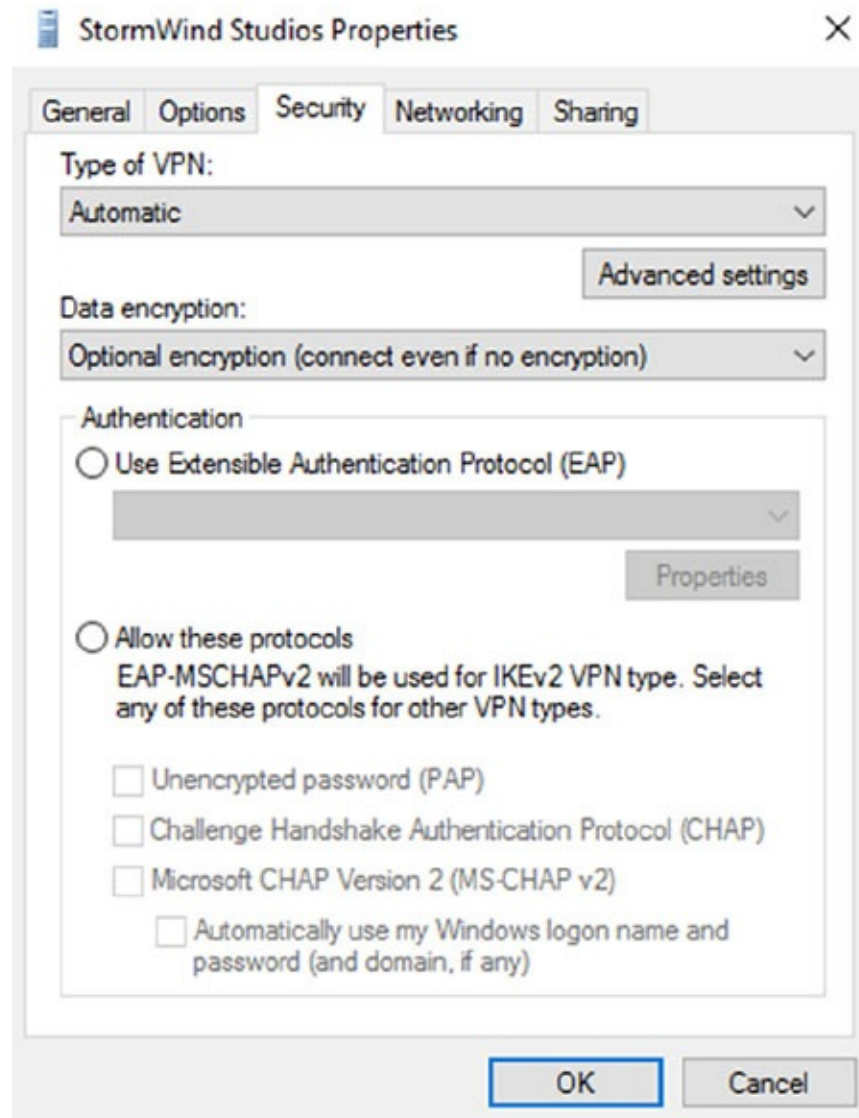 StormWind Studios Properties
General Options Security Networking Sharing
Type of VPN:
Automatic
Advanced settings
Data encryption:
Optional encryption (connect even if no encryption)
Authentication
Use Extensible Authentication Protocol (EAP)
Properties
Allow these protocols
EAP-MSCHAPv2 will be used for IKEv2 VPN type. Select
any of these protocols for other VPN types.
Unencrypted password (PAP)
Challenge Handshake Authentication Protocol (CHAP)
Microsoft CHAP Version 2 (MS-CHAP v2)
Automatically use my Windows logon name and
password (and domain, if any)
OK Cancel